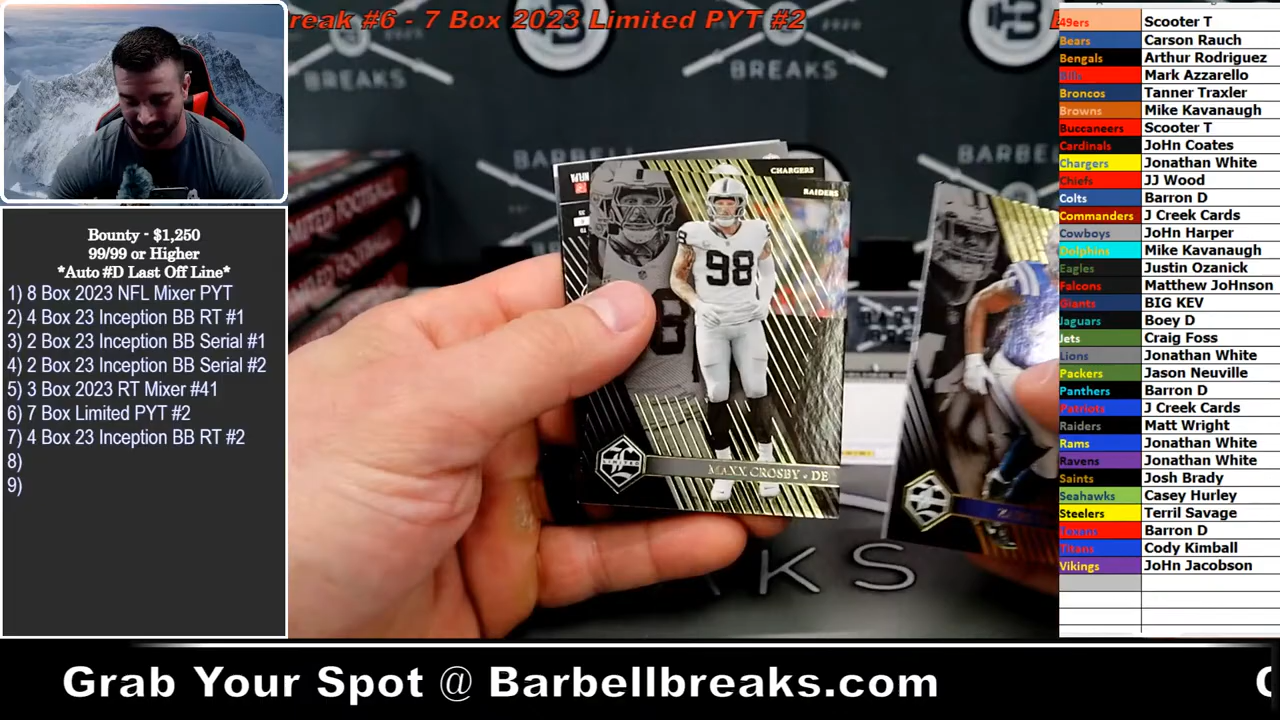 reak #6 - 7 Box 2023 Limited PYT #2
BREAKS
BREAKS
BARBELL
BARB
Bounty - $1,250
99/99 or Higher
*Auto #D Last Off Line*
1) 8 Box 2023 NFL Mixer PYT
2) 4 Box 23 Inception BB RT #1
3) 2 Box 23 Inception BB Serial #1
4) 2 Box 23 Inception BB Serial #2
5) 3 Box 2023 RT Mixer #41
6) 7 Box Limited PYT #2
7) 4 Box 23 Inception BB RT #2
8)
9)
CHARGERS
RAIDERS
98
LIMITED
MAXX CROSBY • DE
KS
49ers Scooter T
Bears Carson Rauch
Bengals Arthur Rodriguez
Bills Mark Azzarello
Broncos Tanner Traxler
Browns Mike Kavanaugh
Buccaneers Scooter T
Cardinals JoHn Coates
Chargers Jonathan White
Chiefs JJ Wood
Colts Barron D
Commanders J Creek Cards
Cowboys JoHn Harper
Dolphins Mike Kavanaugh
Eagles Justin Ozanick
Falcons Matthew JoHnson
Giants BIG KEV
Jaguars Boey D
Jets Craig Foss
Lions Jonathan White
Packers Jason Neuville
Panthers Barron D
Patriots J Creek Cards
Raiders Matt Wright
Rams Jonathan White
Ravens Jonathan White
Saints Josh Brady
Seahawks Casey Hurley
Steelers Terril Savage
Texans Barron D
Titans Cody Kimball
Vikings JoHn Jacobson
Grab Your Spot @ Barbellbreaks.com